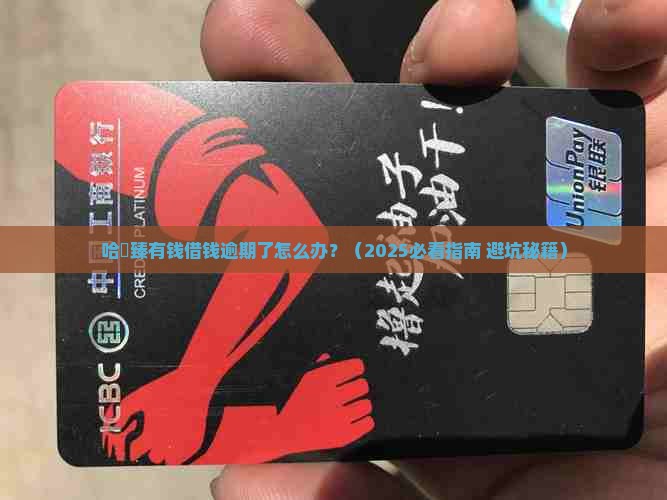 中国工商银行
CREDIT PLATINUM
ICBC
撸起袖子
加油干！
UnionPay
银联
哈臻有钱借钱逾期了怎么办？（2025必看指南 避坑秘籍）